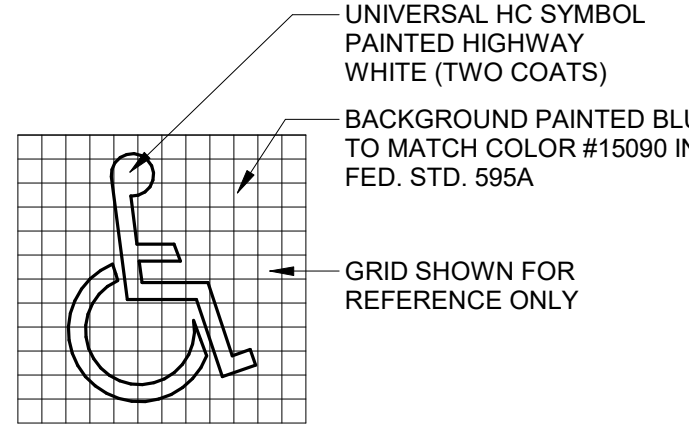 UNIVERSAL HC SYMBOL
PAINTED HIGHWAY
WHITE (TWO COATS)
BACKGROUND PAINTED BLU
TO MATCH COLOR #15090 IN
FED. STD. 595A
GRID SHOWN FOR
REFERENCE ONLY